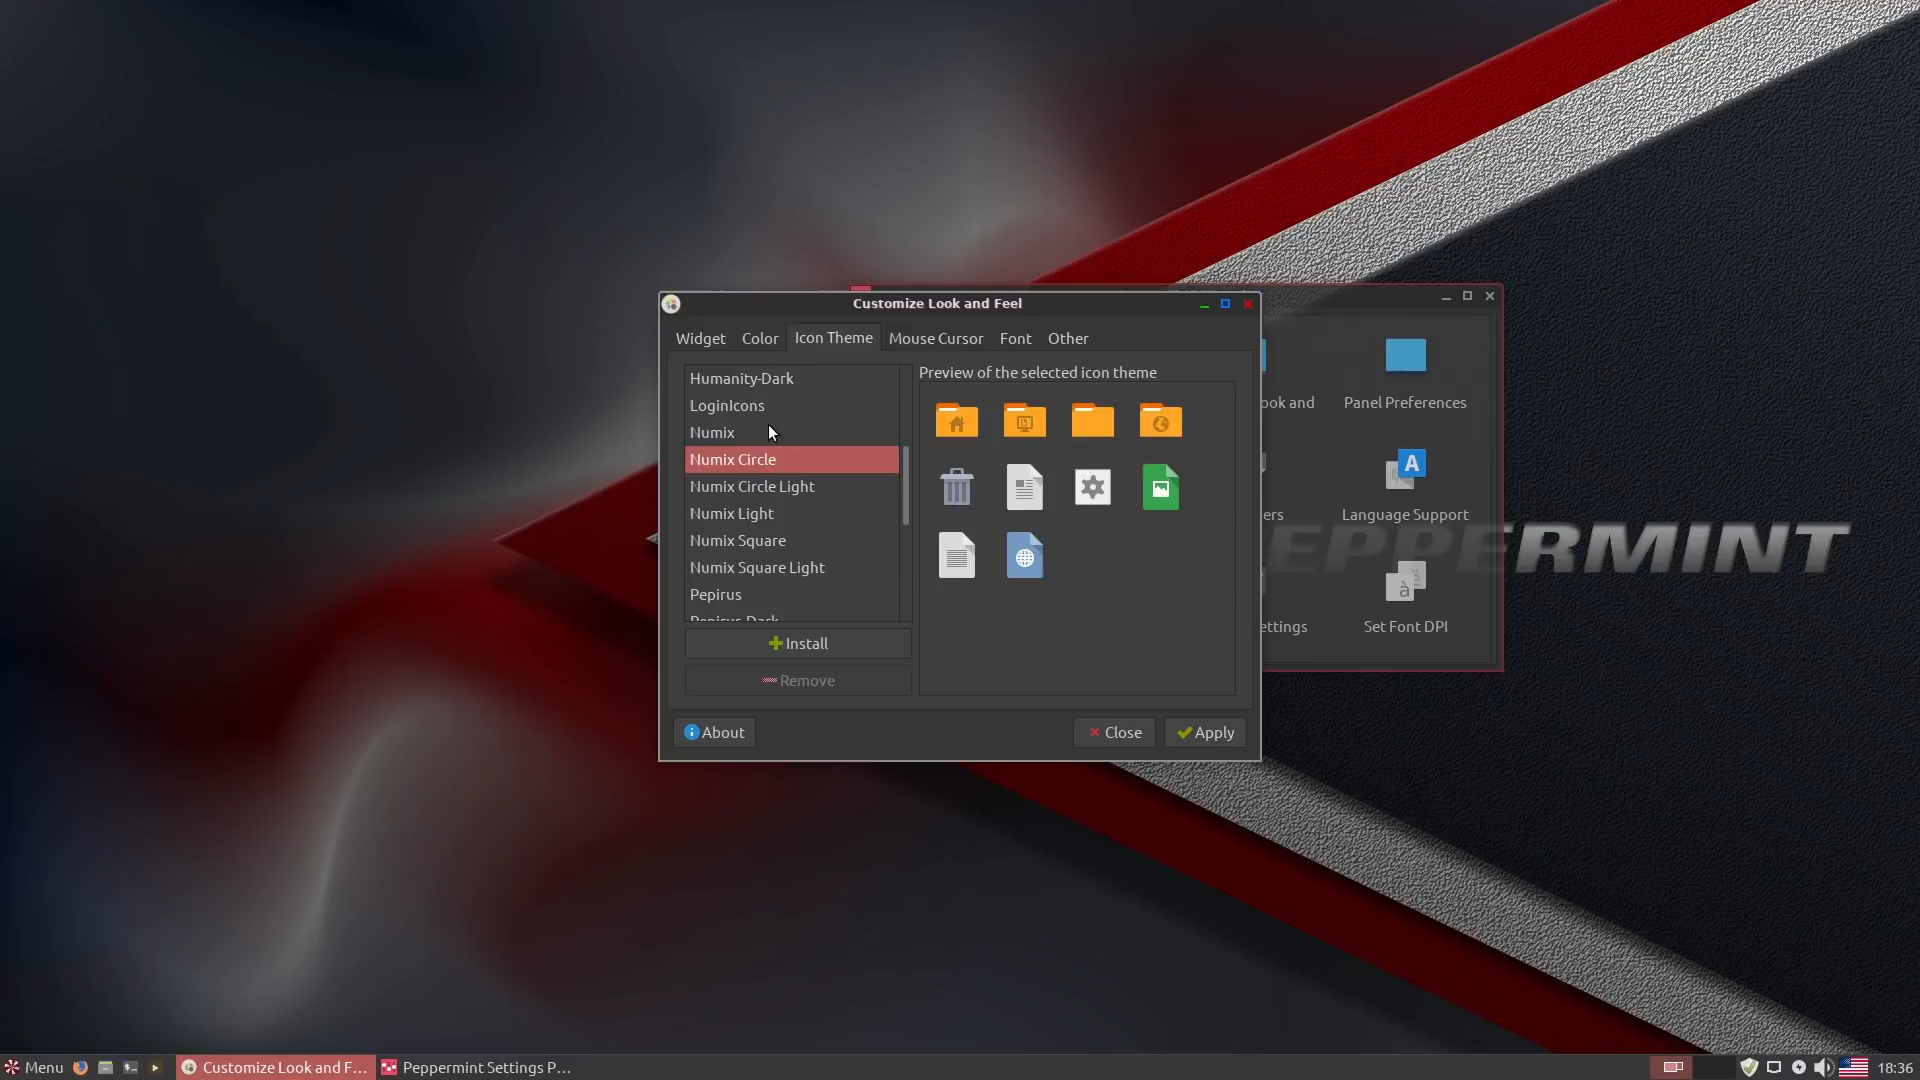 Customize Look and Feel
Widget
Color
Icon Theme
Mouse Cursor
Font
Other
Humanity-Dark
LoginIcons
Numix
Numix Circle
Numix Circle Light
Numix Light
Numix Square
Numix Square Light
Pepirus
Pepirus Dark
Install
Remove
Preview of the selected icon theme
About
Close
Apply
ook and
Panel Preferences
ers
Language Support
ettings
Set Font DPI
EPPERMINT
Menu
Customize Look and F...
Peppermint Settings P...
18:36